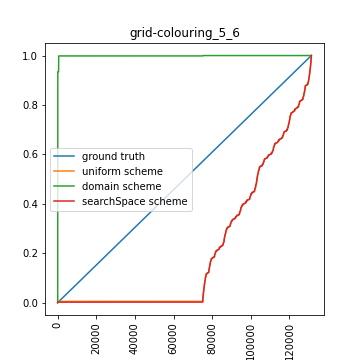 grid-colouring_5_6
1.0
0.8
0.6
0.4
0.2
0.0
ground truth
uniform scheme
domain scheme
searchSpace scheme
0
20000
40000
60000
80000
100000
120000